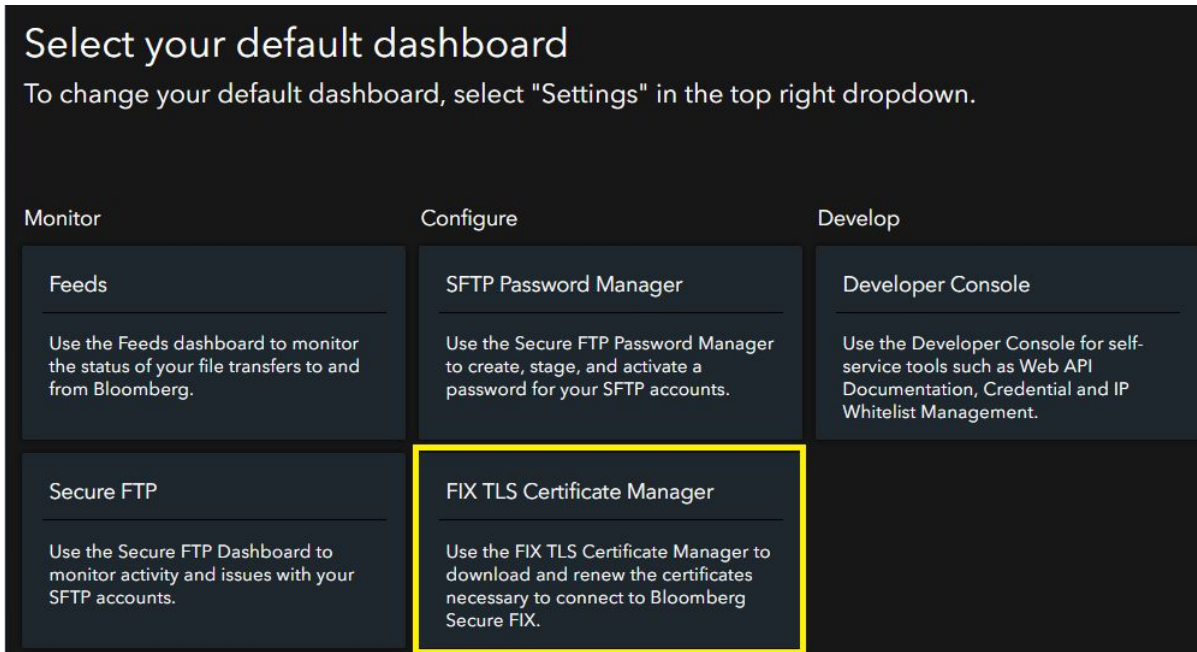 Select your default dashboard
To change your default dashboard, select "Settings" in the top right dropdown.
Monitor
Configure
Develop
Feeds
Use the Feeds dashboard to monitor
the status of your file transfers to and
from Bloomberg.
SFTP Password Manager
Use the Secure FTP Password Manager
to create, stage, and activate a
password for your SFTP accounts.
Developer Console
Use the Developer Console for self-
service tools such as Web API
Documentation, Credential and IP
Whitelist Management.
Secure FTP
Use the Secure FTP Dashboard to
monitor activity and issues with your
SFTP accounts.
FIX TLS Certificate Manager
Use the FIX TLS Certificate Manager to
download and renew the certificates
necessary to connect to Bloomberg
Secure FIX.